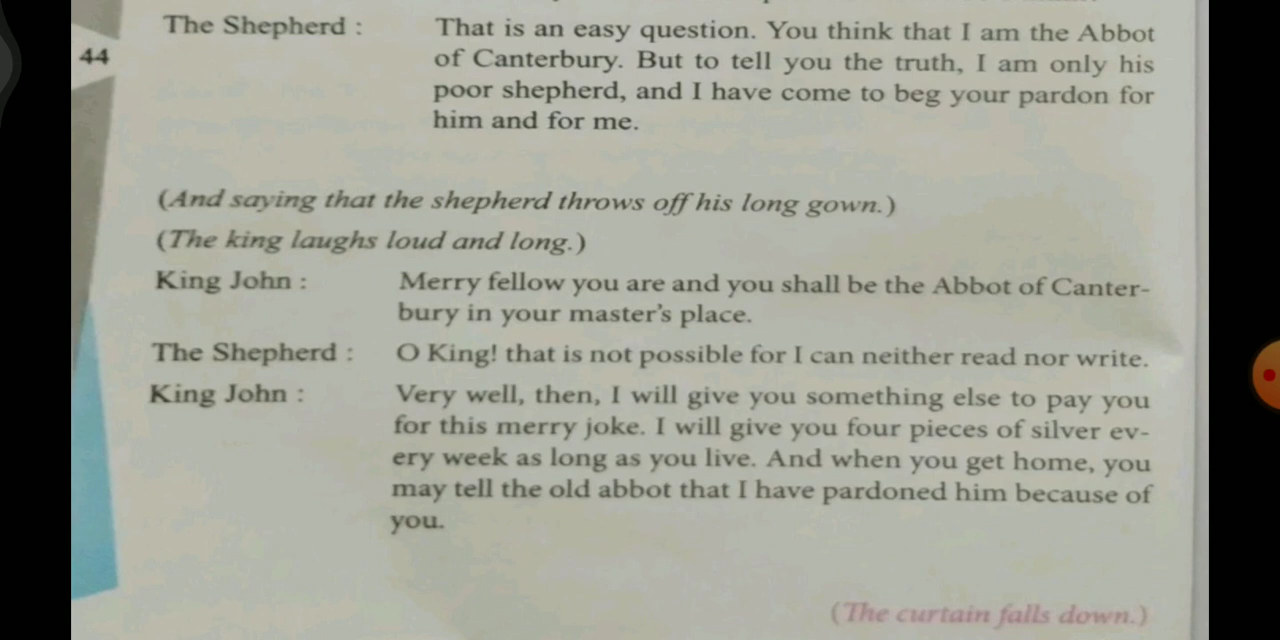 The Shepherd : That is an easy question. You think that I am the Abbot
44
of Canterbury. But to tell you the truth, I am only his
poor shepherd, and I have come to beg your pardon for
him and for me.
(And saying that the shepherd throws off his long gown.)
(The king laughs loud and long.)
King John : Merry fellow you are and you shall be the Abbot of Canter-
bury in your master's place.
The Shepherd : O King! that is not possible for I can neither read nor write.
King John : Very well, then, I will give you something else to pay you
for this merry joke. I will give you four pieces of silver ev-
ery week as long as you live. And when you get home, you
may tell the old abbot that I have pardoned him because of
you.
(The curtain falls down.)